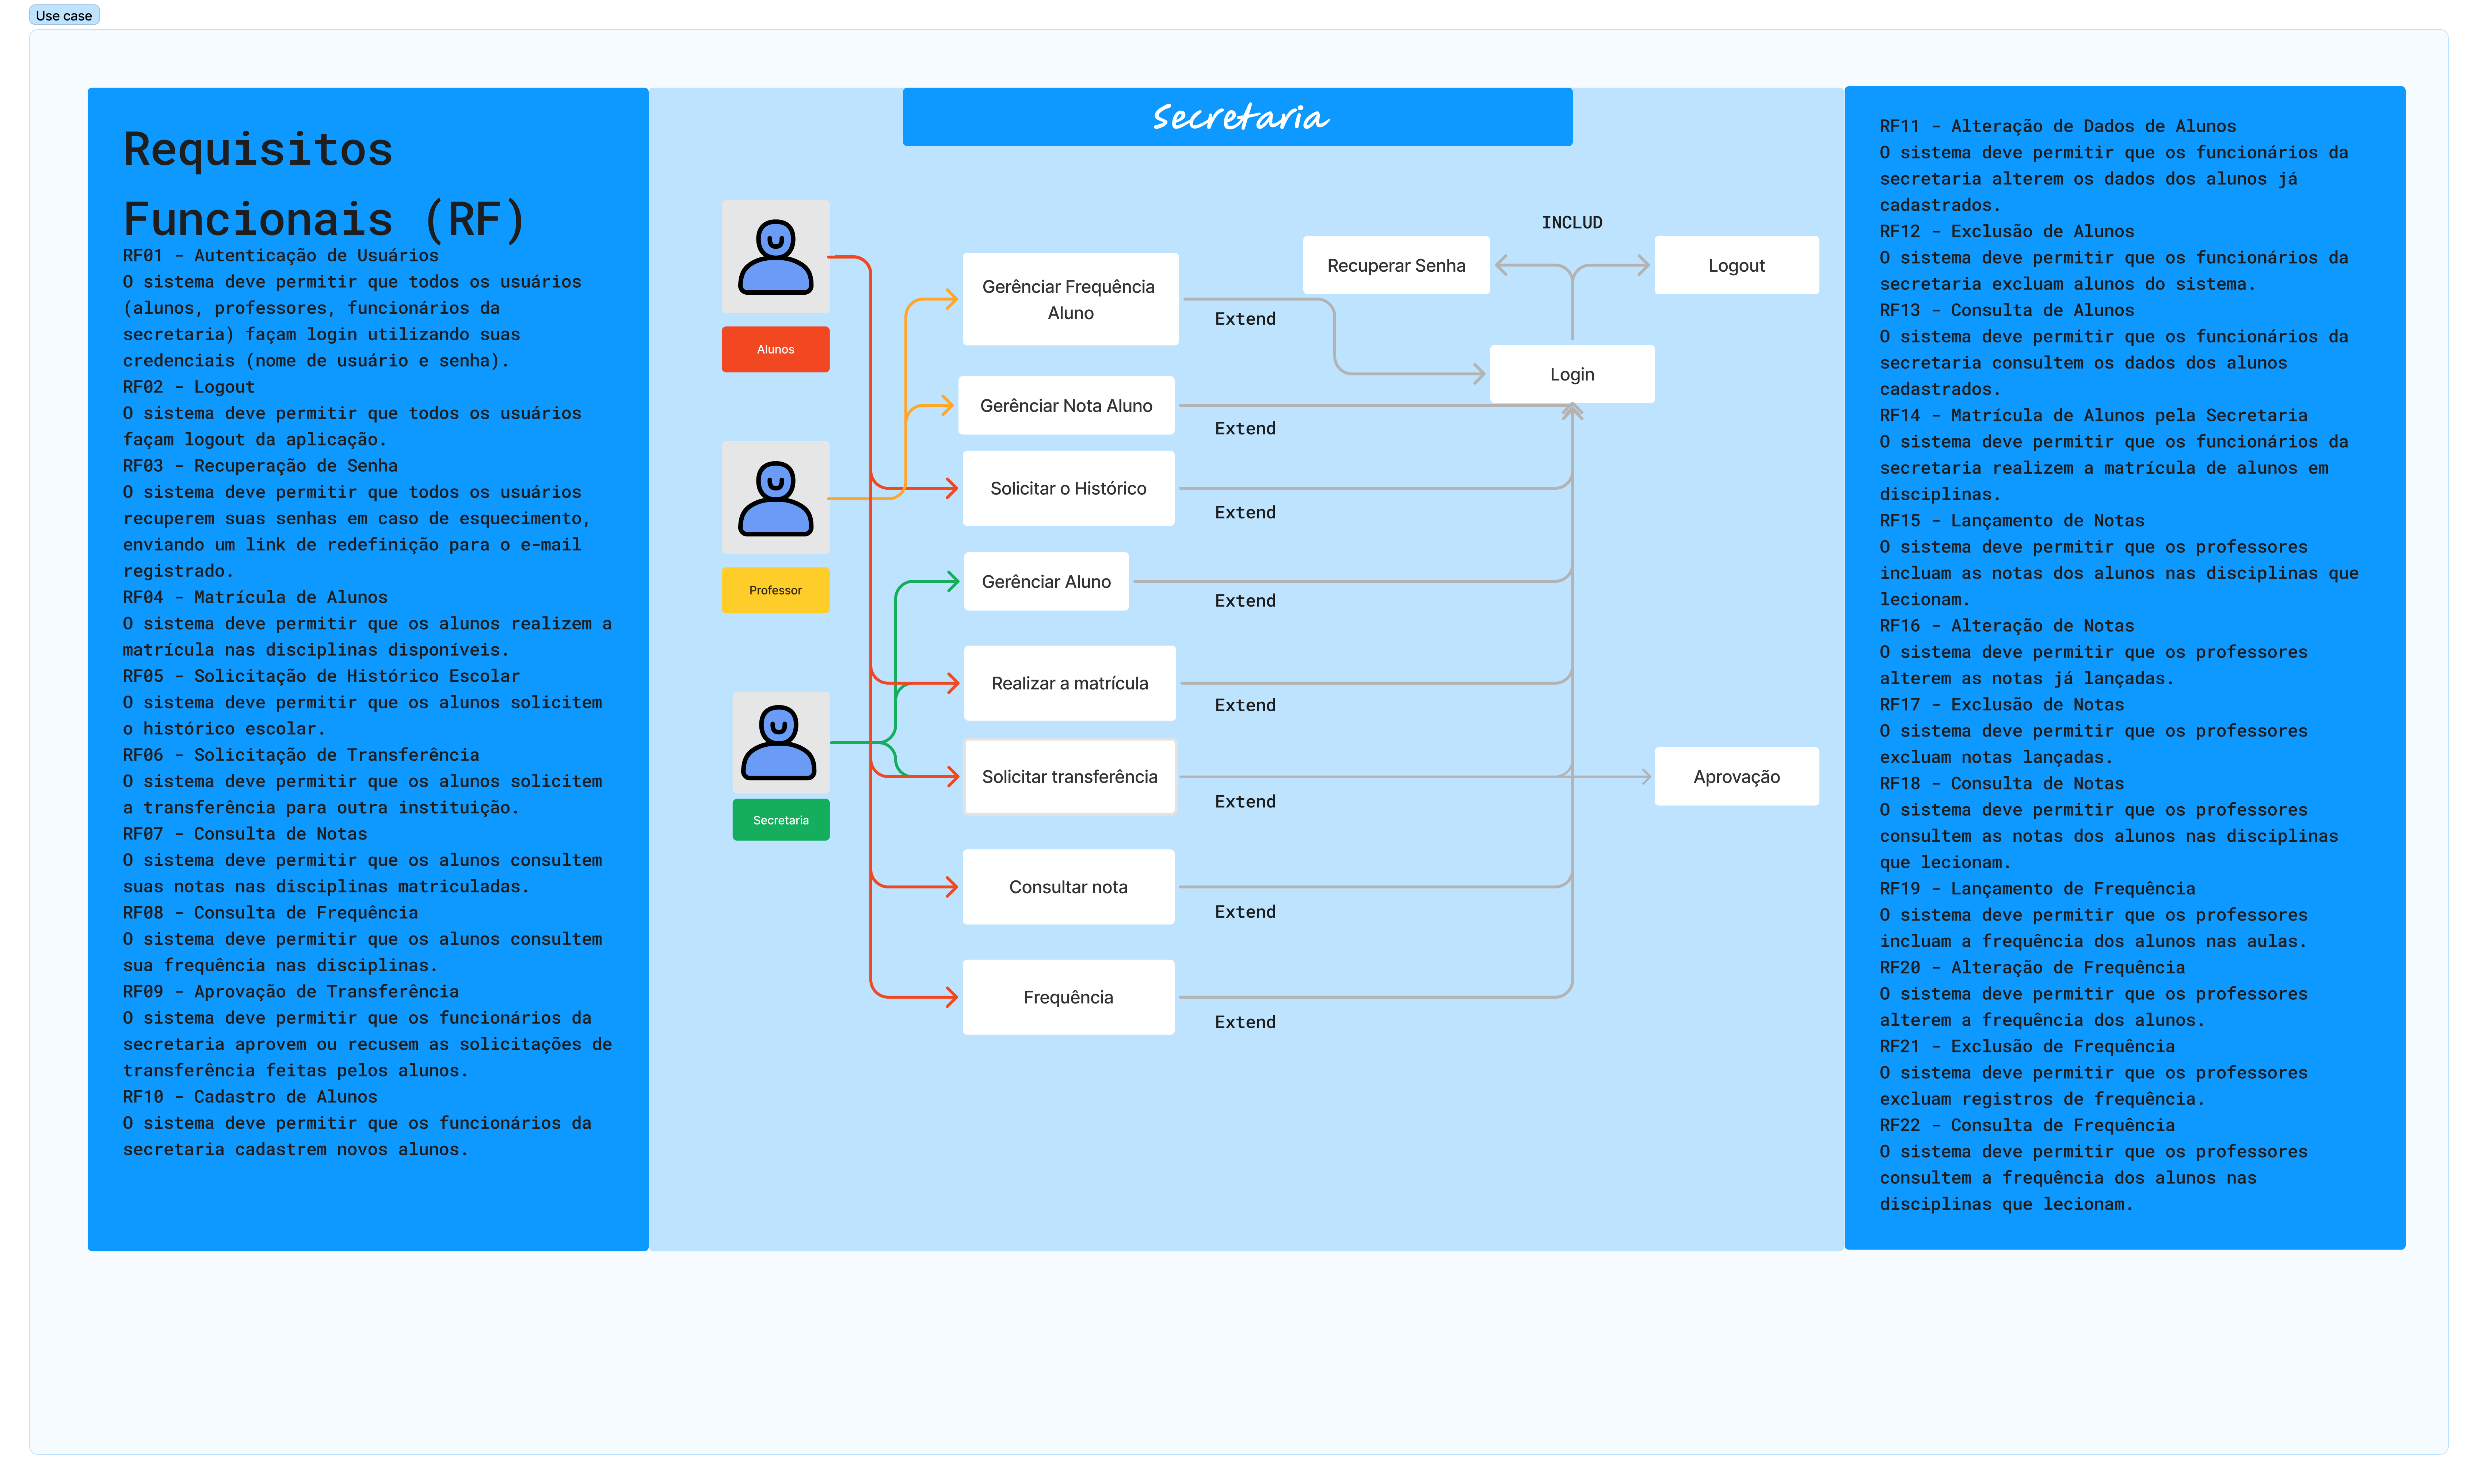 Use case
Requisitos
Funcionais (RF)
RF01 - Autenticação de Usuários
O sistema deve permitir que todos os usuários
(alunos, professores, funcionários da
secretaria) façam login utilizando suas
credenciais (nome de usuário e senha).
RF02 - Logout
O sistema deve permitir que todos os usuários
façam logout da aplicação.
RF03 - Recuperação de Senha
O sistema deve permitir que todos os usuários
recuperem suas senhas em caso de esquecimento,
enviando um link de redefinição para o e-mail
registrado.
RF04 - Matrícula de Alunos
O sistema deve permitir que os alunos realizem a
matrícula nas disciplinas disponíveis.
RF05 - Solicitação de Histórico Escolar
O sistema deve permitir que os alunos solicitem
o histórico escolar.
RF06 - Solicitação de Transferência
O sistema deve permitir que os alunos solicitem
a transferência para outra instituição.
RF07 - Consulta de Notas
O sistema deve permitir que os alunos consultem
suas notas nas disciplinas matriculadas.
RF08 - Consulta de Frequência
O sistema deve permitir que os alunos consultem
sua frequência nas disciplinas.
RF09 - Aprovação de Transferência
O sistema deve permitir que os funcionários da
secretaria aprovem ou recusem as solicitações de
transferência feitas pelos alunos.
RF10 - Cadastro de Alunos
O sistema deve permitir que os funcionários da
secretaria cadastrem novos alunos.
Secretaria
Alunos
Professor
Secretaria
Gerênciar Frequência
Aluno
Extend
Gerênciar Nota Aluno
Extend
Solicitar o Histórico
Extend
Gerênciar Aluno
Extend
Realizar a matrícula
Extend
Solicitar transferência
Extend
Consultar nota
Extend
Frequência
Extend
INCLUD
Recuperar Senha
Logout
Login
Aprovação
RF11 - Alteração de Dados de Alunos
O sistema deve permitir que os funcionários da
secretaria alterem os dados dos alunos já
cadastrados.
RF12 - Exclusão de Alunos
O sistema deve permitir que os funcionários da
secretaria excluam alunos do sistema.
RF13 - Consulta de Alunos
O sistema deve permitir que os funcionários da
secretaria consultem os dados dos alunos
cadastrados.
RF14 - Matrícula de Alunos pela Secretaria
O sistema deve permitir que os funcionários da
secretaria realizem a matrícula de alunos em
disciplinas.
RF15 - Lançamento de Notas
O sistema deve permitir que os professores
incluam as notas dos alunos nas disciplinas que
lecionam.
RF16 - Alteração de Notas
O sistema deve permitir que os professores
alterem as notas já lançadas.
RF17 - Exclusão de Notas
O sistema deve permitir que os professores
excluam notas lançadas.
RF18 - Consulta de Notas
O sistema deve permitir que os professores
consultem as notas dos alunos nas disciplinas
que lecionam.
RF19 - Lançamento de Frequência
O sistema deve permitir que os professores
incluam a frequência dos alunos nas aulas.
RF20 - Alteração de Frequência
O sistema deve permitir que os professores
alterem a frequência dos alunos.
RF21 - Exclusão de Frequência
O sistema deve permitir que os professores
excluam registros de frequência.
RF22 - Consulta de Frequência
O sistema deve permitir que os professores
consultem a frequência dos alunos nas
disciplinas que lecionam.